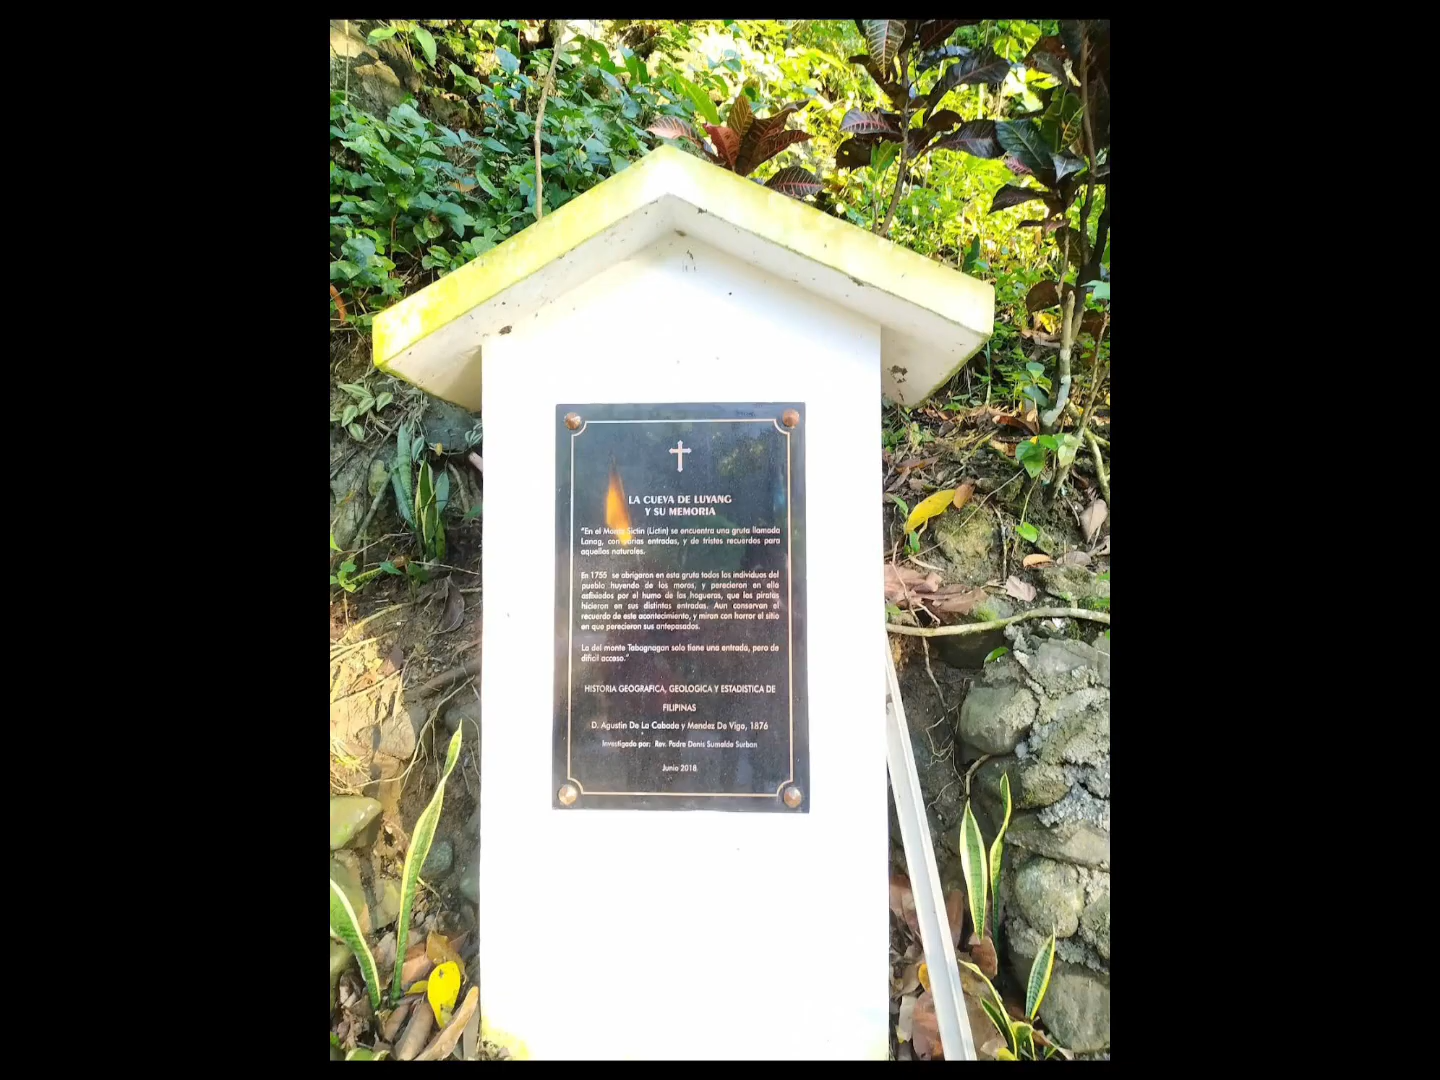 LA CUEVA DE LUYANG
Y SU MEMORIA
"En el Monte Sictin (Lictin) se encuentra una gruta llamada
Lanag, con varias entradas, y de tristes recuerdos para
aquellos naturales.
En 1755 se abrigaron en esta gruta todos los individuos del
pueblo huyendo de los moros, y perecieron en ella
asfixiados por el humo de las hogueras, que los piratas
hicieron en sus distintas entradas. Aun conservan el
recuerdo de este acontecimiento, y miran con horror el sitio
en que perecieron sus antepasados.
La del monte Tabagnagan solo tiene una entrada, pero de
dificil acceso."
HISTORIA GEOGRAFICA, GEOLOGICA Y ESTADISTICA DE
FILIPINAS
D. Agustin De La Cabada y Mendez De Vigo, 1876
Investigado por: Rev. Padre Denis Sumalde Surban
Junio 2018